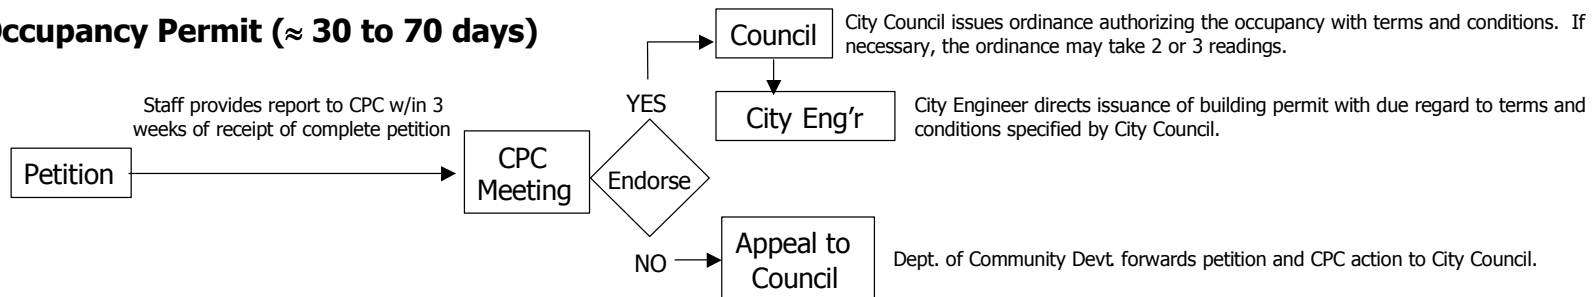 ccupancy Permit (≈ 30 to 70 days)
Council
City Council issues ordinance authorizing the occupancy with terms and conditions.  If
necessary, the ordinance may take 2 or 3 readings.
Staff provides report to CPC w/in 3
weeks of receipt of complete petition
YES
City Eng'r
City Engineer directs issuance of building permit with due regard to terms and
conditions specified by City Council.
Petition
CPC
Meeting
Endorse
NO
Appeal to
Council
Dept. of Community Devt. forwards petition and CPC action to City Council.